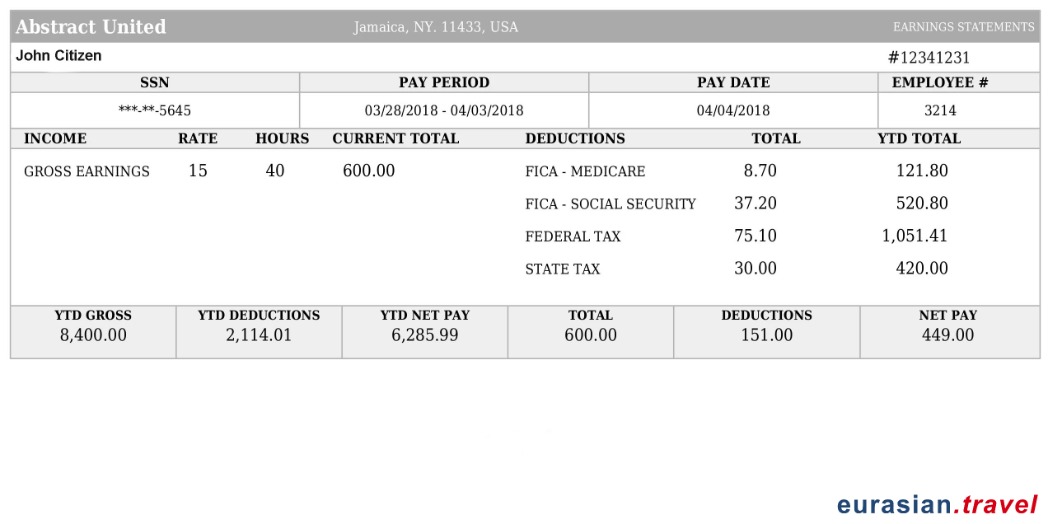 Abstract United Jamaica, NY. 11433, USA EARNINGS STATEMENTS
John Citizen #12341231
SSN PAY PERIOD PAY DATE EMPLOYEE #
***-**-5645 03/28/2018 - 04/03/2018 04/04/2018 3214
INCOME RATE HOURS CURRENT TOTAL DEDUCTIONS TOTAL YTD TOTAL
GROSS EARNINGS 15 40 600.00 FICA - MEDICARE 8.70 121.80
FICA - SOCIAL SECURITY 37.20 520.80
FEDERAL TAX 75.10 1,051.41
STATE TAX 30.00 420.00
YTD GROSS YTD DEDUCTIONS YTD NET PAY TOTAL DEDUCTIONS NET PAY
8,400.00 2,114.01 6,285.99 600.00 151.00 449.00
eurasian.travel